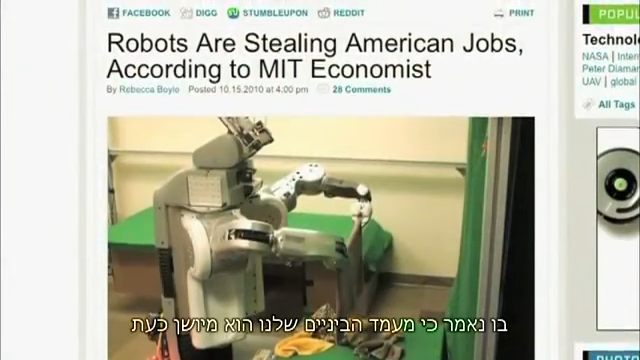 FACEBOOK DIGG STUMBLEUPON REDDIT PRINT
Robots Are Stealing American Jobs,
According to MIT Economist
By Rebecca Boyle Posted 10.15.2010 at 4:00 pm 28 Comments
POPUL
Technolo
NASA | Intern
Peter Diaman
UAV | global
All Tags
בו נאמר כי מעמד הביניים שלנו הוא מיושן כעת